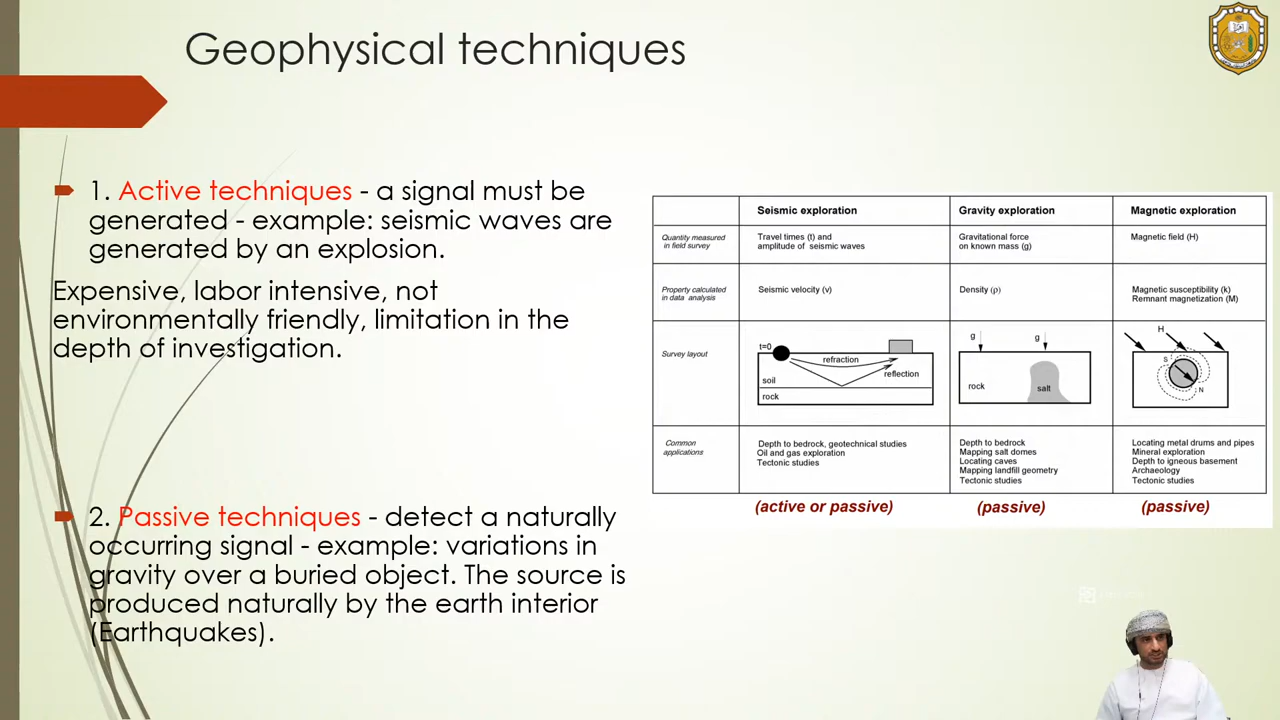 Geophysical techniques
1. Active techniques - a signal must be
generated - example: seismic waves are
generated by an explosion.
Expensive, labor intensive, not
environmentally friendly, limitation in the
depth of investigation.
2. Passive techniques - detect a naturally
occurring signal - example: variations in
gravity over a buried object. The source is
produced naturally by the earth interior
(Earthquakes).
Seismic exploration
Gravity exploration
Magnetic exploration
Quantity measured
in field survey
Travel times (t) and
amplitude of seismic waves
Gravitational force
on known mass (g)
Magnetic field (H)
Property calculated
in data analysis
Seismic velocity (v)
Density (ρ)
Magnetic susceptibility (k)
Remnant magnetization (M)
Survey layout
t=0
refraction
reflection
soil
rock
g
g
rock
salt
H
S
N
Common
applications
Depth to bedrock, geotechnical studies
Oil and gas exploration
Tectonic studies
Depth to bedrock
Mapping salt domes
Locating caves
Mapping landfill geometry
Tectonic studies
Locating metal drums and pipes
Mineral exploration
Depth to igneous basement
Archaeology
Tectonic studies
(active or passive)
(passive)
(passive)